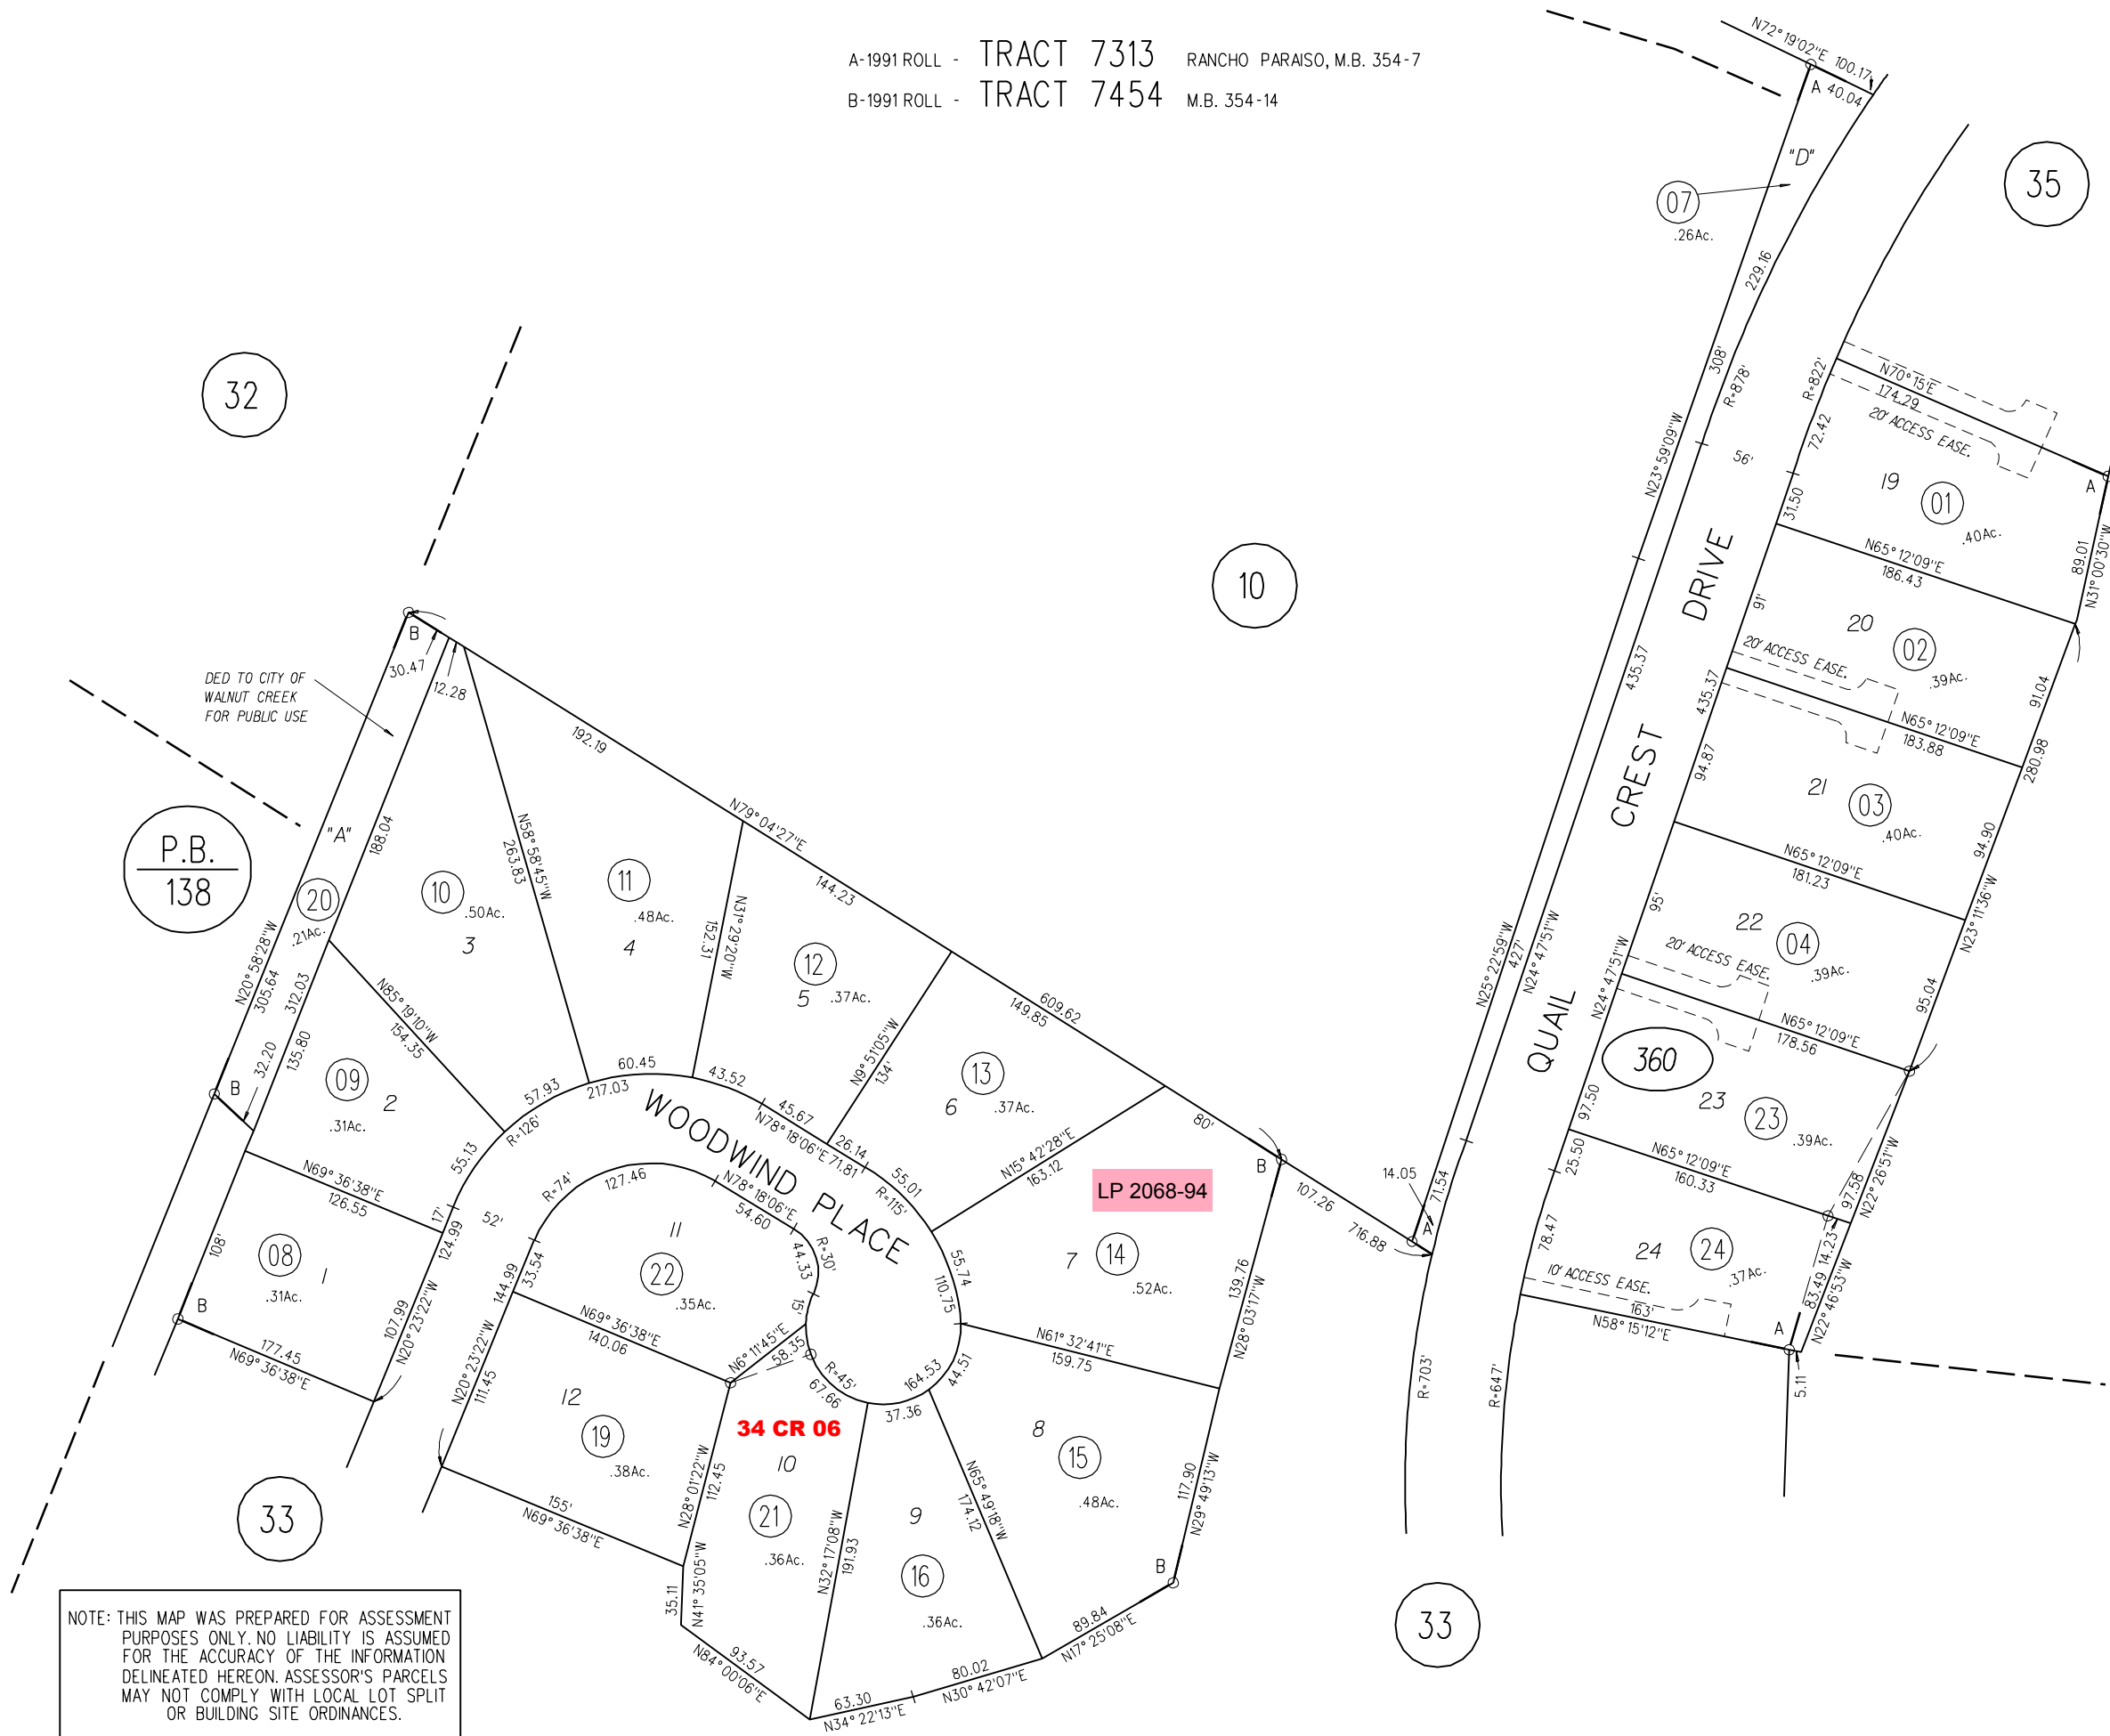 A-1991 ROLL - TRACT 7313 RANCHO PARAISO, M.B. 354-7
B-1991 ROLL - TRACT 7454 M.B. 354-14
N72°19'02"E 100.17
A 40.04
"D"
07
.26Ac.
35
229.16
308'
R=878'
N23°59'09"W
56'
R=822'
72.42
31.50
N70°15'E
174.29
20' ACCESS EASE.
19
01
.40Ac.
A
89.01
N31°00'30"W
N65°12'09"E
186.43
91'
20
02
.39Ac.
20' ACCESS EASE.
91.04
N65°12'09"E
183.88
280.98
435.37
435.37
94.87
21
03
.40Ac.
94.90
N65°12'09"E
181.23
N23°11'36"W
95'
22
04
.39Ac.
20' ACCESS EASE.
95.04
N65°12'09"E
178.56
N25°22'59"W
427'
N24°47'51"W
N24°47'51"W
QUAIL CREST DRIVE
360
97.50
23
23
.39Ac.
N65°12'09"E
160.33
97.58
N22°26'51"W
25.50
78.47
24
24
.37Ac.
10' ACCESS EASE.
163'
N58°15'12"E
14.23
83.49
N22°46'53"W
A
5.11
14.05
71.54
A
107.26
716.88
R=703'
R=647'
33
32
10
B
30.47
12.28
DED TO CITY OF
WALNUT CREEK
FOR PUBLIC USE
192.19
N79°04'27"E
144.23
609.62
149.85
80'
B
P.B.
138
"A"
188.04
20
.21Ac.
N20°58'28"W
305.64
312.03
32.20
135.80
B
10
.50Ac.
3
N58°58'45"W
263.83
11
.48Ac.
4
N31°29'20"W
152.31
12
5
.37Ac.
N9°51'05"W
134'
13
6
.37Ac.
N15°42'28"E
163.12
LP 2068-94
7
14
.52Ac.
139.76
N28°03'17"W
N61°32'41"E
159.75
N85°19'10"W
154.35
09
2
.31Ac.
N69°36'38"E
126.55
55.13
57.93
R=126'
217.03
60.45
43.52
45.67
N78°18'06"E 71.81
26.14
55.01
R=115'
55.74
110.75
WOODWIND PLACE
17'
124.99
52'
108'
08
1
.31Ac.
B
107.99
N20°23'22"W
177.45
N69°36'38"E
R=74'
127.46
N78°18'06"E
54.60
44.33
R=30'
15'
144.99
33.54
11
22
.35Ac.
N69°36'38"E
140.06
N6°11'45"E
58.35
R=45'
67.66
164.53
44.51
37.36
N20°23'22"W
111.45
12
19
.38Ac.
155'
N69°36'38"E
34 CR 06
10
N28°01'22"W
112.45
21
.36Ac.
N41°35'05"W
35.11
93.57
N84°00'06"E
N32°17'08"W
191.93
9
16
.36Ac.
N65°49'18"W
174.12
8
15
.48Ac.
117.90
N29°49'13"W
B
89.84
N17°25'08"E
80.02
N30°42'07"E
63.30
N34°22'13"E
33
NOTE: THIS MAP WAS PREPARED FOR ASSESSMENT
PURPOSES ONLY. NO LIABILITY IS ASSUMED
FOR THE ACCURACY OF THE INFORMATION
DELINEATED HEREON. ASSESSOR'S PARCELS
MAY NOT COMPLY WITH LOCAL LOT SPLIT
OR BUILDING SITE ORDINANCES.